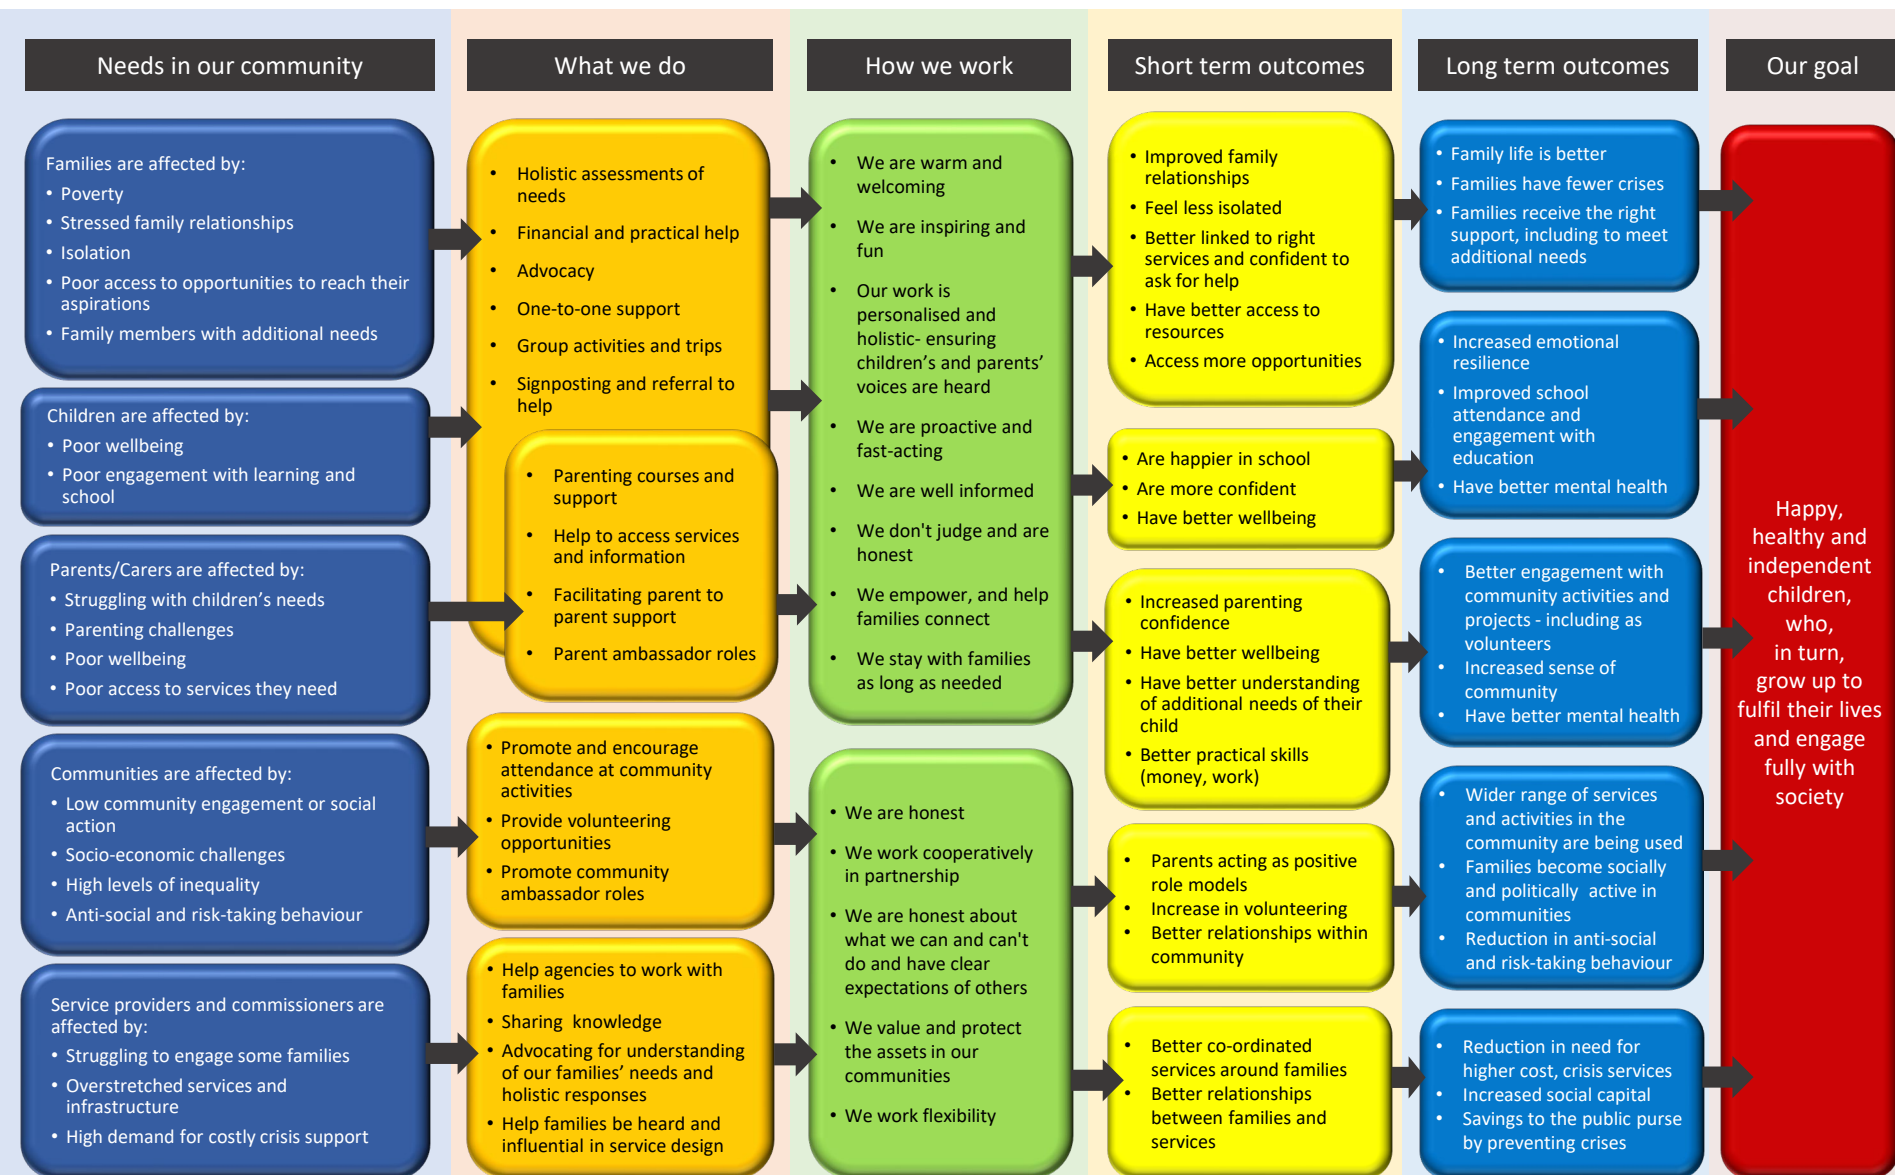 Needs in our community
Families are affected by:
• Poverty
• Stressed family relationships
• Isolation
• Poor access to opportunities to reach their
aspirations
• Family members with additional needs
Children are affected by:
• Poor wellbeing
• Poor engagement with learning and
school
Parents/Carers are affected by:
• Struggling with children’s needs
• Parenting challenges
• Poor wellbeing
• Poor access to services they need
Communities are affected by:
• Low community engagement or social
action
• Socio-economic challenges
• High levels of inequality
• Anti-social and risk-taking behaviour
Service providers and commissioners are
affected by:
• Struggling to engage some families
• Overstretched services and
infrastructure
• High demand for costly crisis support
What we do
• Holistic assessments of
needs
• Financial and practical help
• Advocacy
• One-to-one support
• Group activities and trips
• Signposting and referral to
help
• Parenting courses and
support
• Help to access services
and information
• Facilitating parent to
parent support
• Parent ambassador roles
• Promote and encourage
attendance at community
activities
• Provide volunteering
opportunities
• Promote community
ambassador roles
• Help agencies to work with
families
• Sharing  knowledge
• Advocating for understanding
of our families’ needs and
holistic responses
• Help families be heard and
influential in service design
How we work
• We are warm and
welcoming
• We are inspiring and
fun
• Our work is
personalised and
holistic- ensuring
children’s and parents’
voices are heard
• We are proactive and
fast-acting
• We are well informed
• We don't judge and are
honest
• We empower, and help
families connect
• We stay with families
as long as needed
• We are honest
• We work cooperatively
in partnership
• We are honest about
what we can and can't
do and have clear
expectations of others
• We value and protect
the assets in our
communities
• We work flexibility
Short term outcomes
• Improved family
relationships
• Feel less isolated
• Better linked to right
services and confident to
ask for help
• Have better access to
resources
• Access more opportunities
• Are happier in school
• Are more confident
• Have better wellbeing
• Increased parenting
confidence
• Have better wellbeing
• Have better understanding
of additional needs of their
child
• Better practical skills
(money, work)
• Parents acting as positive
role models
• Increase in volunteering
• Better relationships within
community
• Better co-ordinated
services around families
• Better relationships
between families and
services
Long term outcomes
• Family life is better
• Families have fewer crises
• Families receive the right
support, including to meet
additional needs
• Increased emotional
resilience
• Improved school
attendance and
engagement with
education
• Have better mental health
• Better engagement with
community activities and
projects - including as
volunteers
• Increased sense of
community
• Have better mental health
• Wider range of services
and activities in the
community are being used
• Families become socially
and politically  active in
communities
• Reduction in anti-social
and risk-taking behaviour
• Reduction in need for
higher cost, crisis services
• Increased social capital
• Savings to the public purse
by preventing crises
Our goal
Happy,
healthy and
independent
children,
who,
in turn,
grow up to
fulfil their lives
and engage
fully with
society